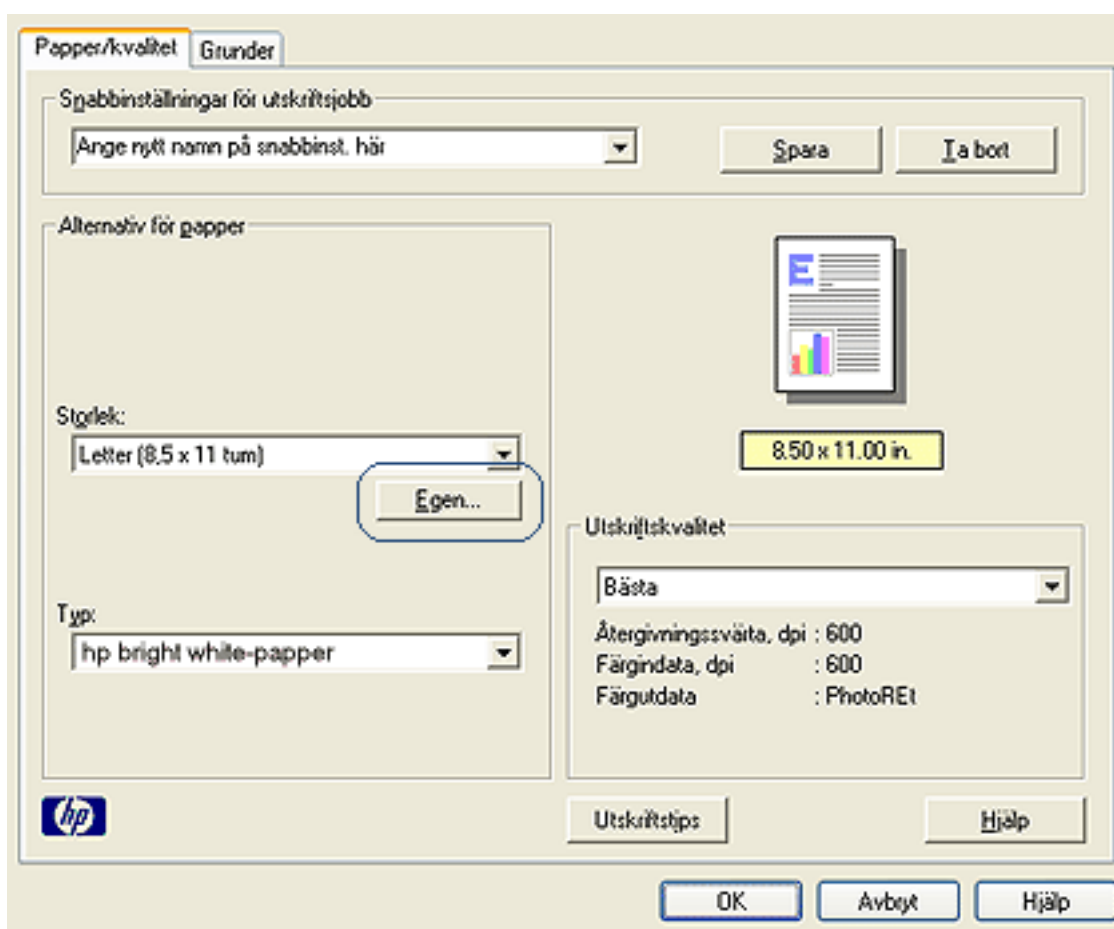 Papper/kvalitet Grunder
Snabbinställningar för utskriftsjobb
Ange nytt namn på snabbinst. här
Spara
Ta bort
Alternativ för papper
Storlek:
Letter (8,5 x 11 tum)
Egen...
Typ:
hp bright white-papper
E
8.50 x 11.00 in.
Utskriftskvalitet
Bästa
Återgivningssvärta, dpi : 600
Färgindata, dpi : 600
Färgutdata : PhotoREt
hp
Utskriftstips
Hjälp
OK Avbryt Hjälp